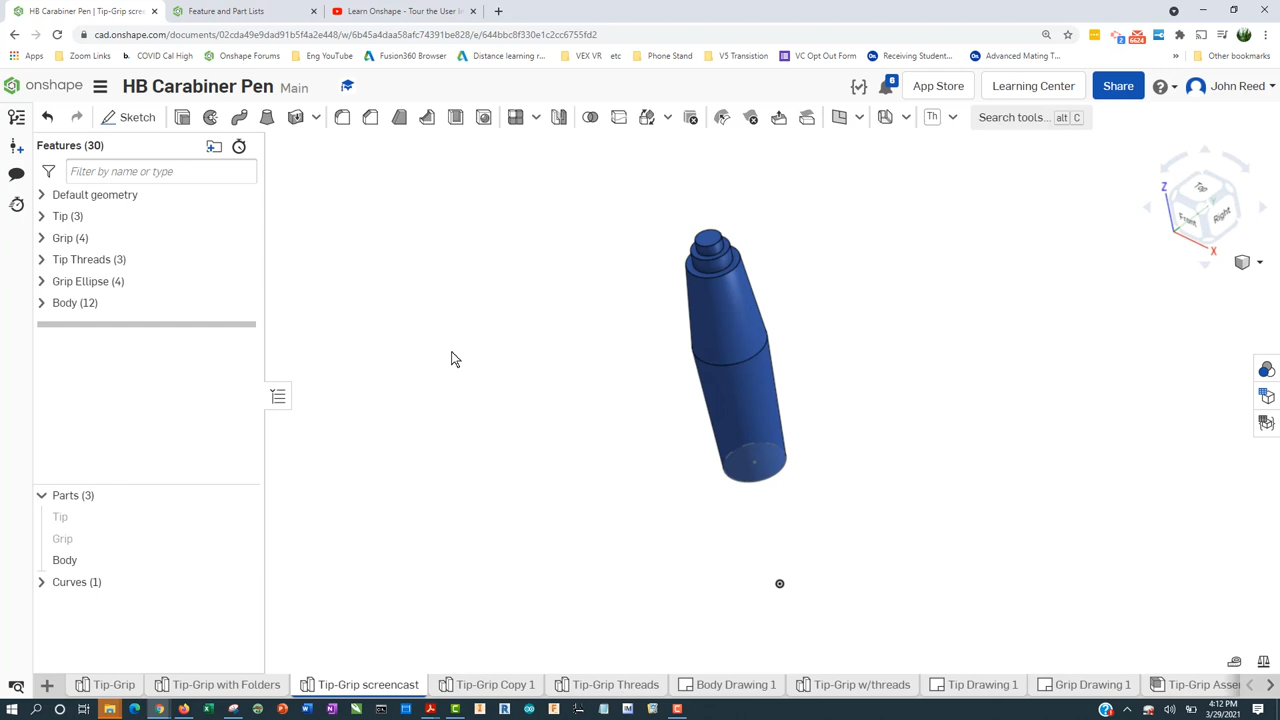 HB Carabiner Pen | Tip-Grip scree
Feature and Part Lists
Learn Onshape - Tour the User In
cad.onshape.com/documents/02cda49e9dad91b5f4a2e448/w/6b45a4daa58afc74391be828/e/644bbc8f330e1c2cc6755fd2
6624
Apps
Zoom Links
COVID Cal High
Onshape Forums
Eng YouTube
Fusion360 Browser
Distance learning r...
VEX VR etc
Phone Stand
V5 Transistion
VC Opt Out Form
Receiving Student...
Advanced Mating T...
Other bookmarks
onshape
HB Carabiner Pen
Main
6
App Store
Learning Center
Share
John Reed
Sketch
Th
Search tools...
alt
C
Features (30)
Filter by name or type
Default geometry
Tip (3)
Grip (4)
Tip Threads (3)
Grip Ellipse (4)
Body (12)
Top
Front
Right
Z
X
Parts (3)
Tip
Grip
Body
Curves (1)
Tip-Grip
Tip-Grip with Folders
Tip-Grip screencast
Tip-Grip Copy 1
Tip-Grip Threads
Body Drawing 1
Tip-Grip w/threads
Tip Drawing 1
Grip Drawing 1
Tip-Grip Asser
4:12 PM
3/29/2021